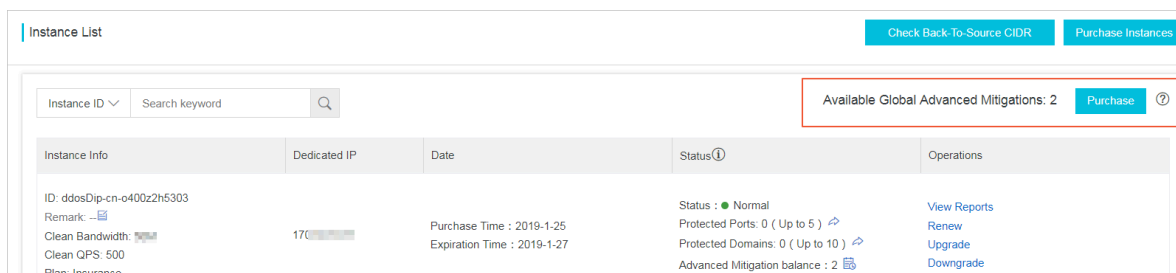 Instance List
Check Back-To-Source CIDR
Purchase Instances
Instance ID
Search keyword
Available Global Advanced Mitigations: 2
Purchase
Instance Info
Dedicated IP
Date
Status
Operations
ID: ddosDip-cn-o400z2h5303
Remark: --
Clean Bandwidth:
Clean QPS: 500
Plan: Insurance
170
Purchase Time : 2019-1-25
Expiration Time : 2019-1-27
Status : Normal
Protected Ports: 0 ( Up to 5 )
Protected Domains: 0 ( Up to 10 )
Advanced Mitigation balance : 2
View Reports
Renew
Upgrade
Downgrade